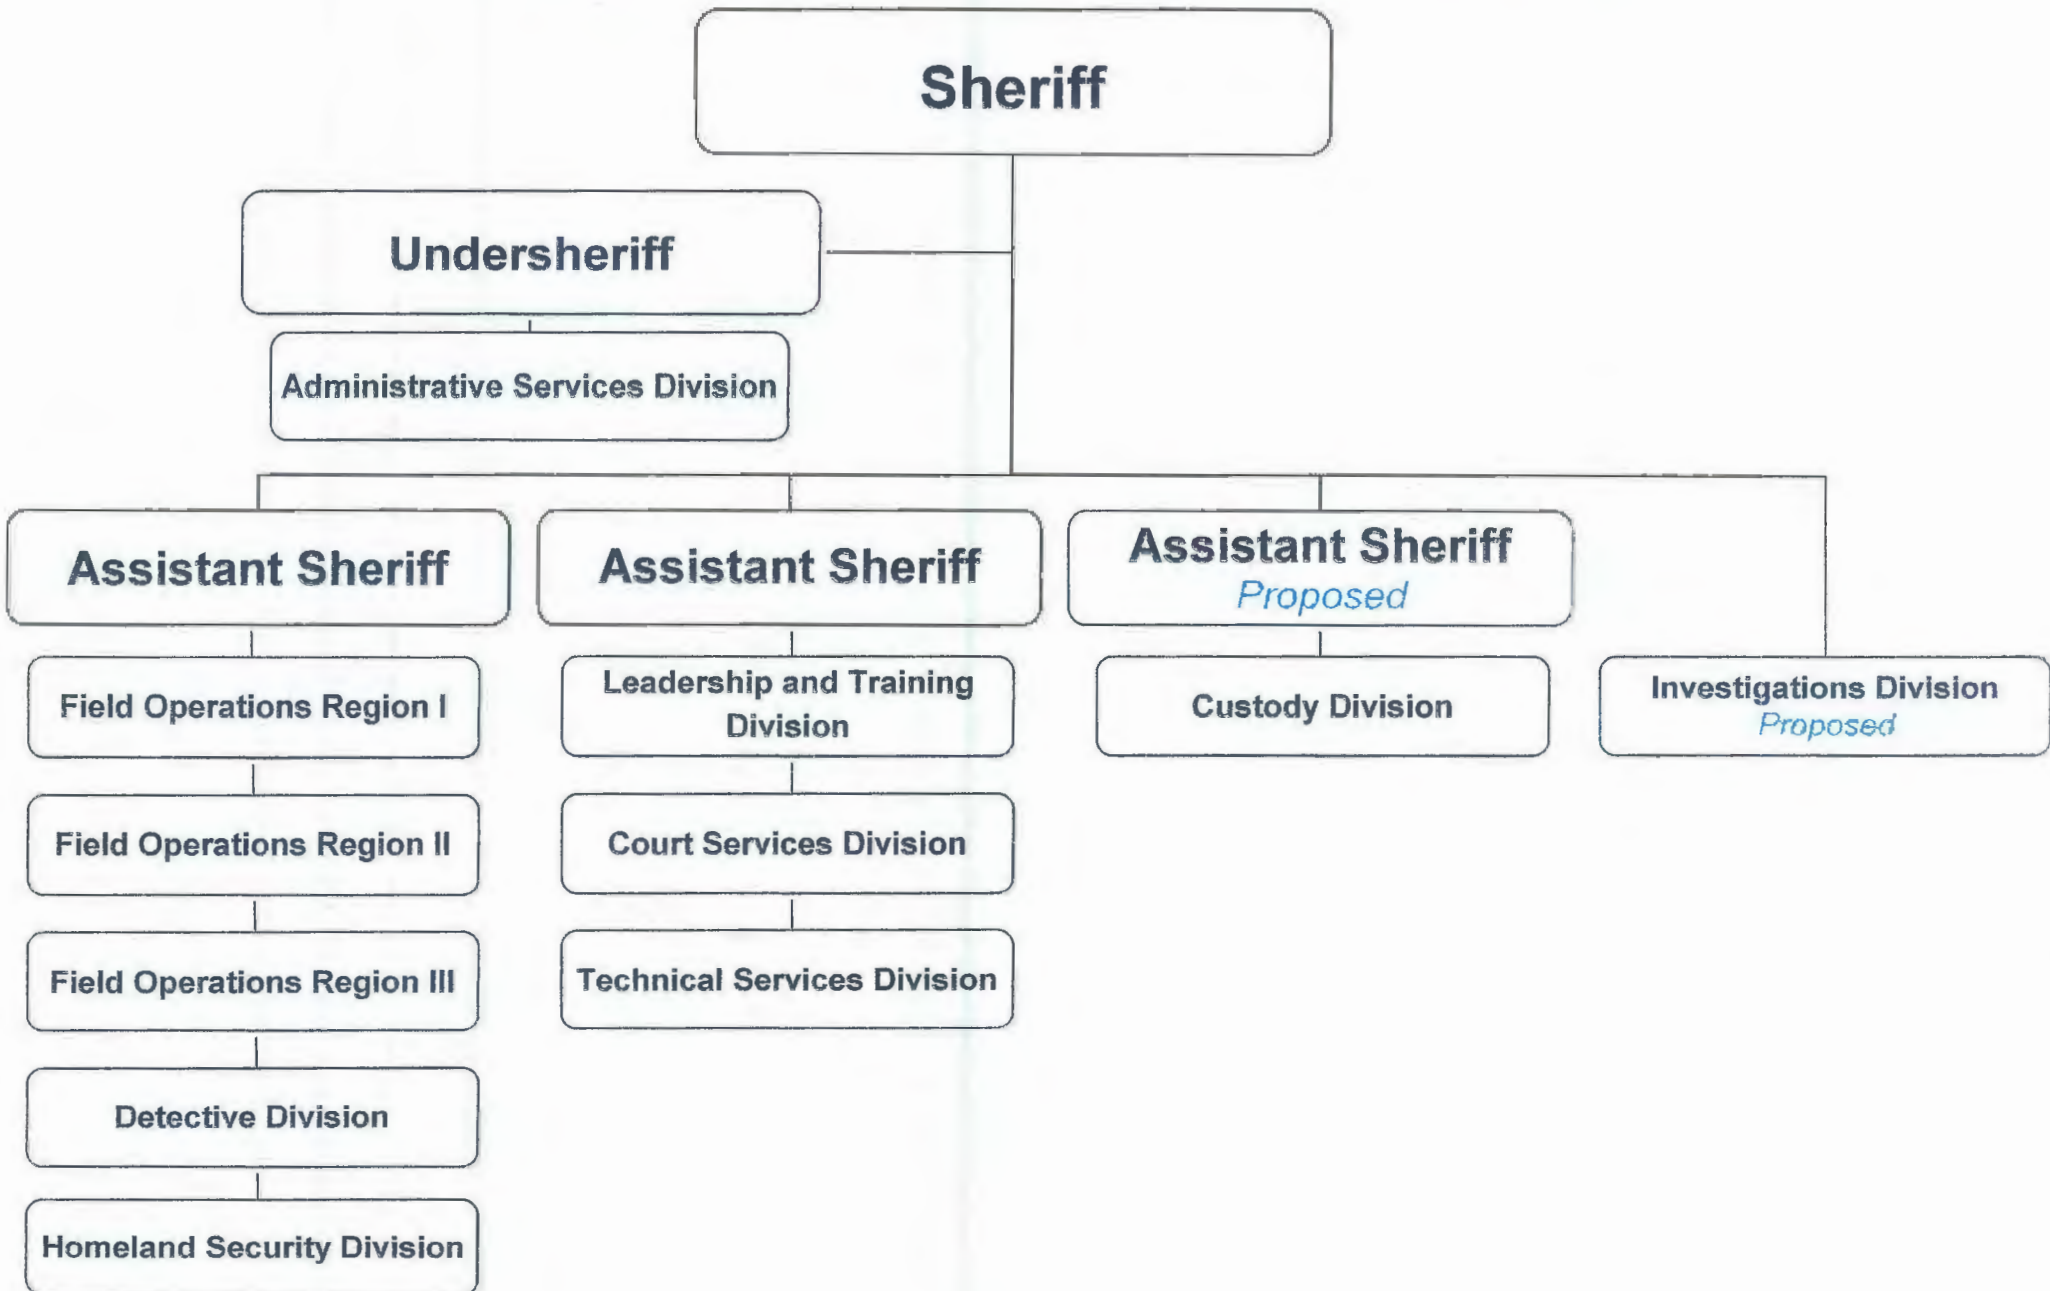 Sheriff
Undersheriff
Administrative Services Division
Assistant Sheriff
Field Operations Region I
Field Operations Region II
Field Operations Region III
Detective Division
Homeland Security Division
Assistant Sheriff
Leadership and Training
Division
Court Services Division
Technical Services Division
Assistant Sheriff
Proposed
Custody Division
Investigations Division
Proposed